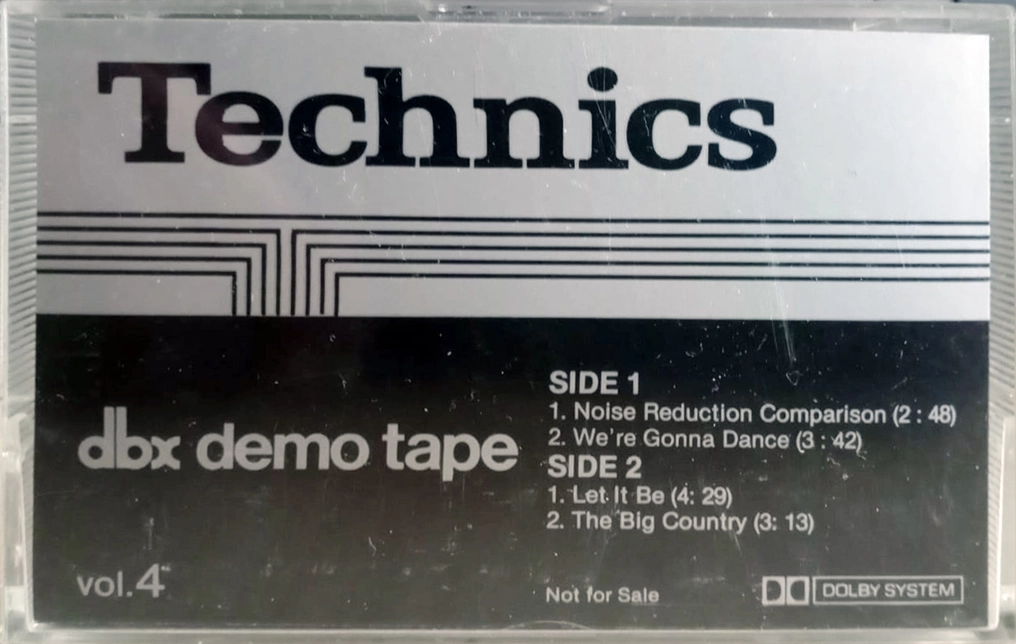 Technics
dbx demo tape
vol.4
SIDE 1
1. Noise Reduction Comparison (2 : 48)
2. We're Gonna Dance (3 : 42)
SIDE 2
1. Let It Be (4: 29)
2. The Big Country (3: 13)
Not for Sale
DOLBY SYSTEM